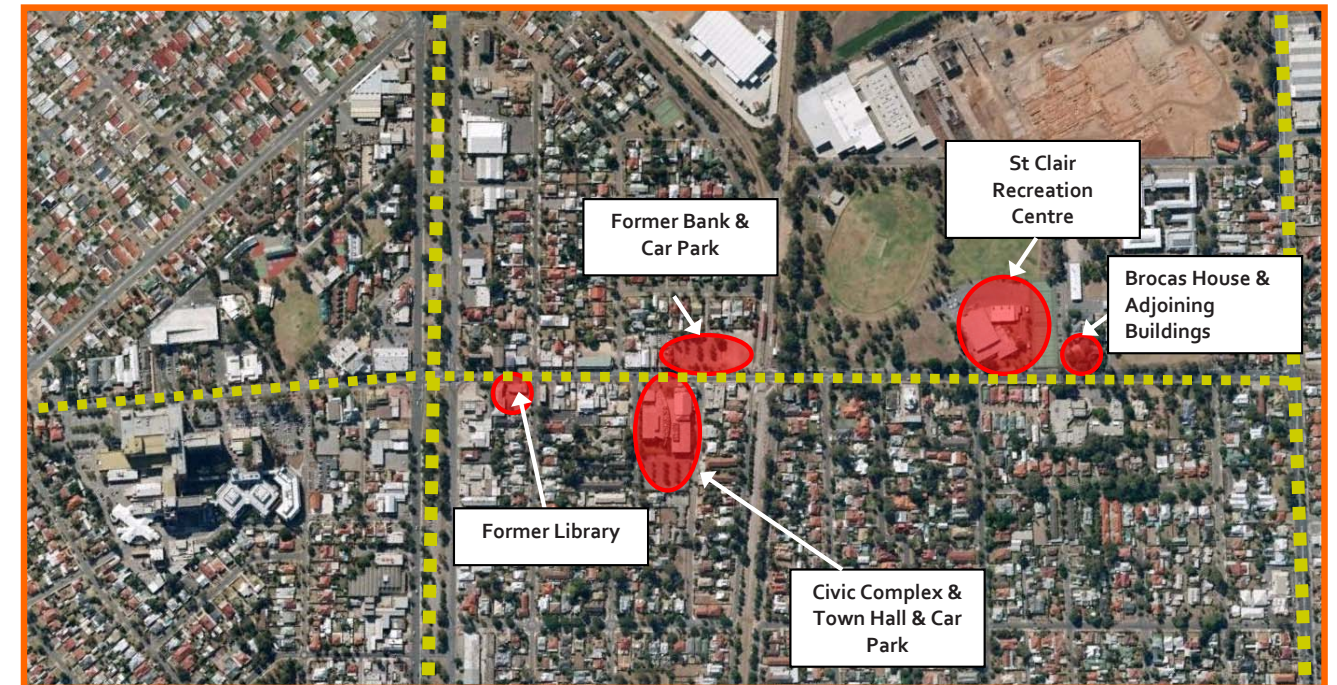 St Clair
Recreation
Centre
Former Bank &
Car Park
Brocas House &
Adjoining
Buildings
Former Library
Civic Complex &
Town Hall & Car
Park